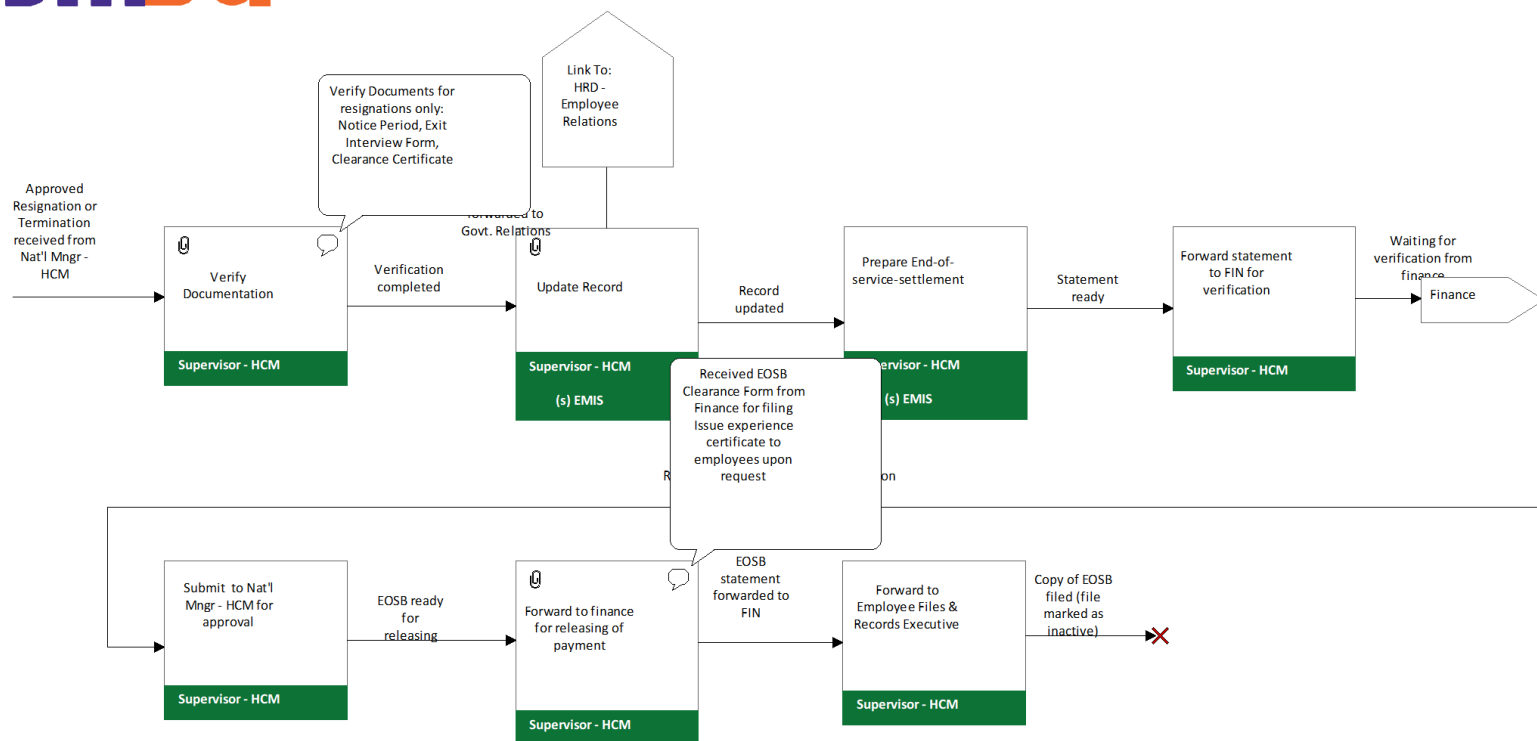 Link To:
HRD -
Employee
Relations
Verify Documents for
resignations only:
Notice Period, Exit
Interview Form,
Clearance Certificate
Approved
Resignation or
Termination
received from
Nat'l Mngr -
HCM
Verify
Documentation
Supervisor - HCM
Verification
completed
forwarded to
Govt. Relations
Update Record
Supervisor - HCM
(s) EMIS
Record
updated
Prepare End-of-
service-settlement
ervisor - HCM
(s) EMIS
Statement
ready
Forward statement
to FIN for
verification
Supervisor - HCM
Waiting for
verification from
finance
Finance
Received EOSB
Clearance Form from
Finance for filing
Issue experience
certificate to
employees upon
request
R
on
Submit to Nat'l
Mngr - HCM for
approval
Supervisor - HCM
EOSB ready
for
releasing
Forward to finance
for releasing of
payment
Supervisor - HCM
EOSB
statement
forwarded to
FIN
Forward to
Employee Files &
Records Executive
Supervisor - HCM
Copy of EOSB
filed (file
marked as
inactive)